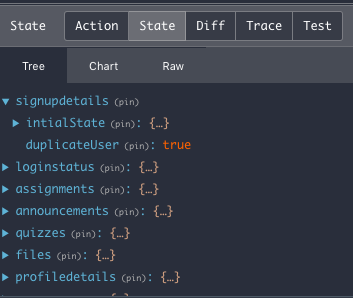 State Action State Diff Trace Test
Tree Chart Raw
▼ signupdetails (pin)
▶ intialState (pin): {…}
duplicateUser (pin): true
▶ loginstatus (pin): {…}
▶ assignments (pin): {…}
▶ announcements (pin): {…}
▶ quizzes (pin): {…}
▶ files (pin): {…}
▶ profiledetails (pin): {…}